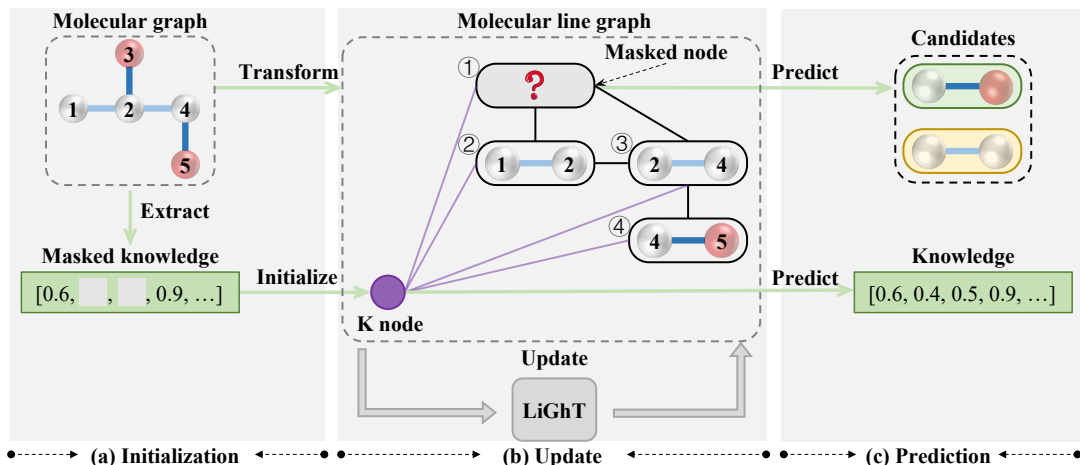 Molecular graph
3
1
2
4
5
Extract
Masked knowledge
[0.6, , , 0.9, …]
Transform
Initialize
Molecular line graph
Masked node
①
?
②
1
2
③
2
4
④
4
5
K node
Update
LiGhT
Predict
Candidates
Predict
Knowledge
[0.6, 0.4, 0.5, 0.9, …]
(a) Initialization
(b) Update
(c) Prediction